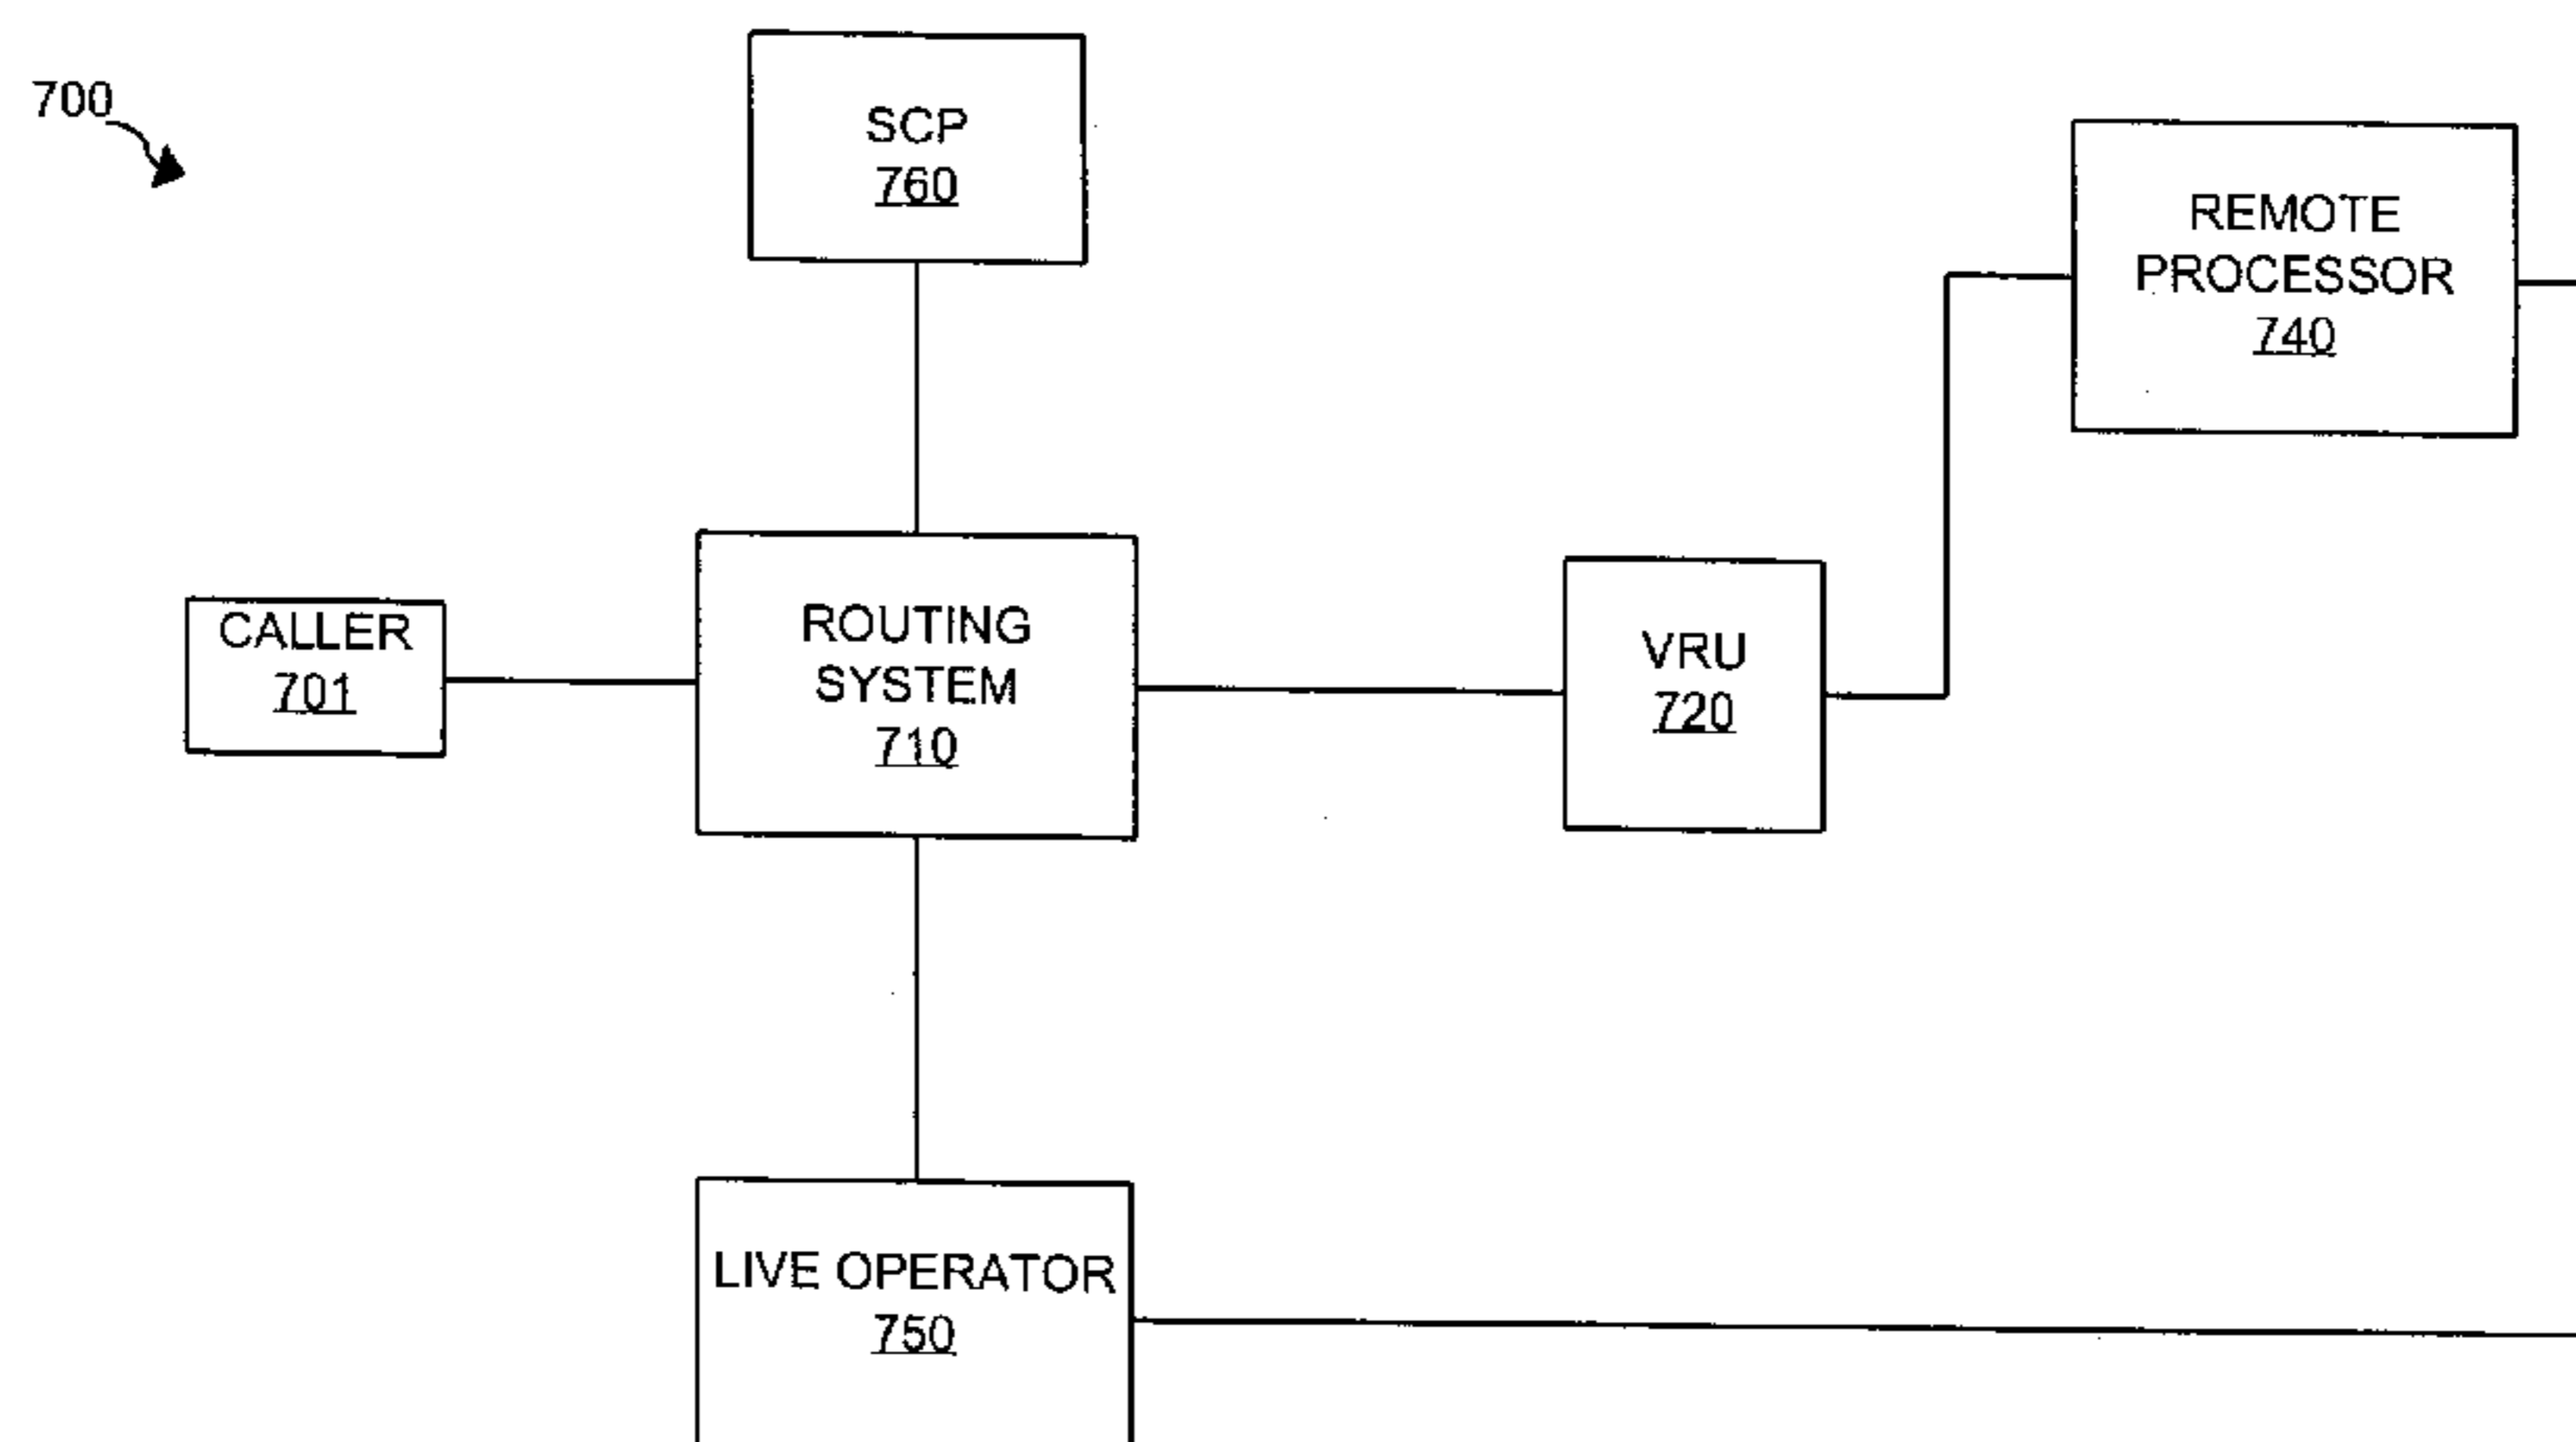 700
SCP
760
REMOTE
PROCESSOR
740
CALLER
701
ROUTING
SYSTEM
710
VRU
720
LIVE OPERATOR
750